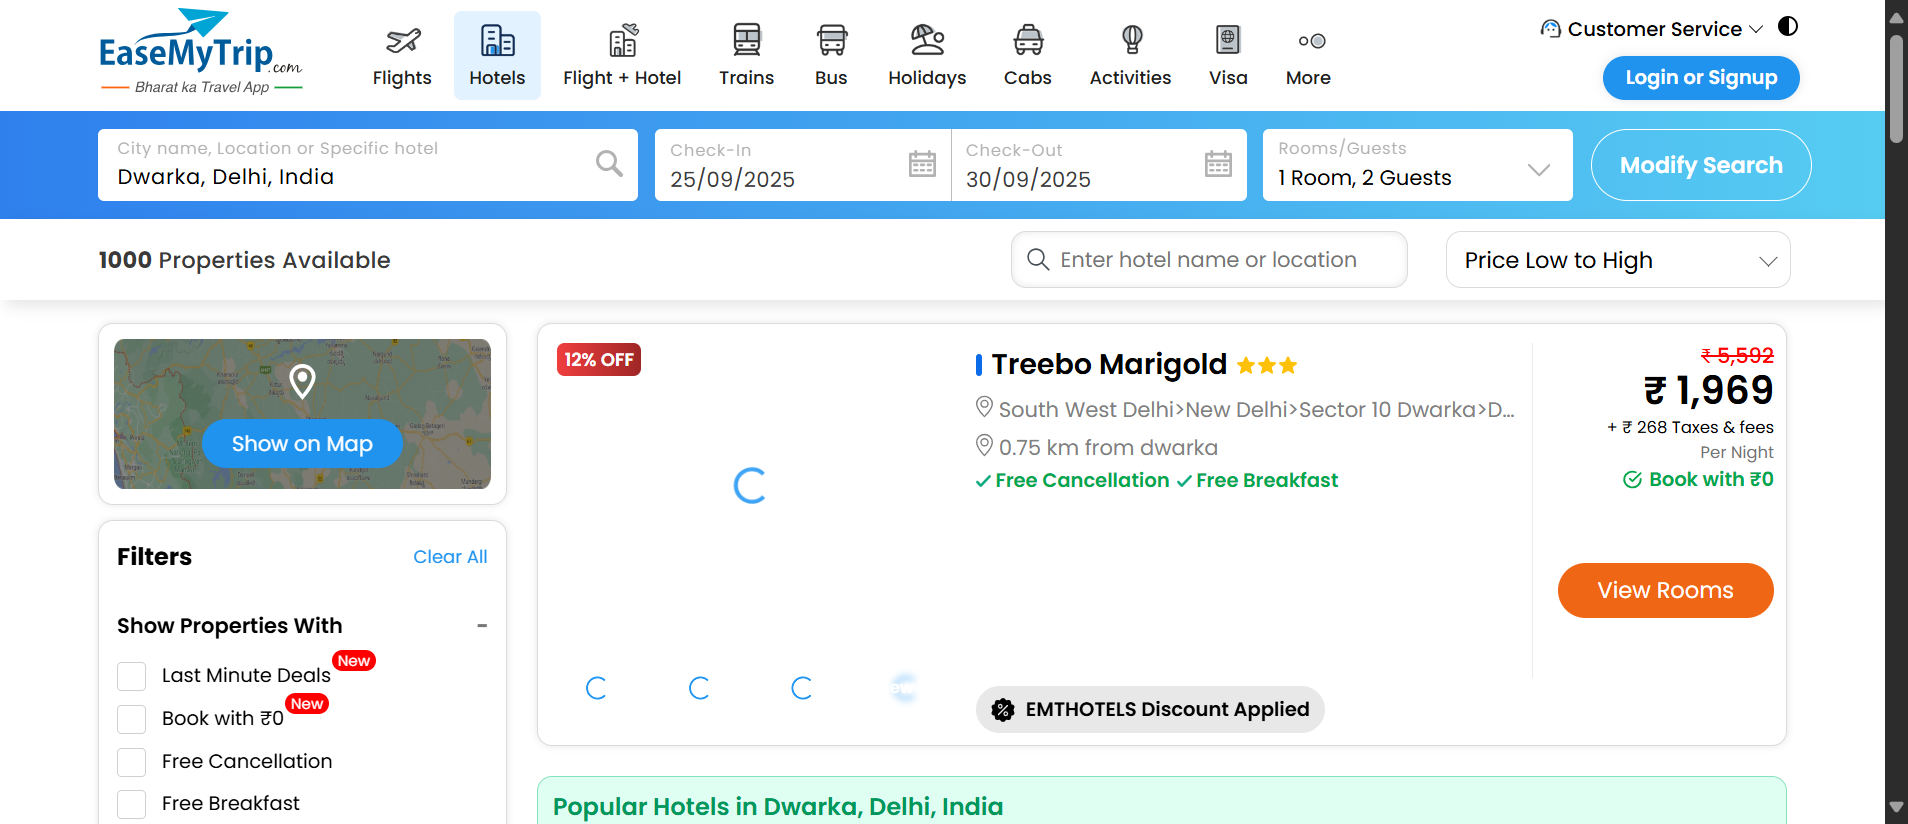 EaseMyTrip.com
Bharat ka Travel App
Flights
Hotels
Flight + Hotel
Trains
Bus
Holidays
Cabs
Activities
Visa
More
Customer Service
Login or Signup
City name, Location or Specific hotel
Dwarka, Delhi, India
Check-In
25/09/2025
Check-Out
30/09/2025
Rooms/Guests
1 Room, 2 Guests
Modify Search
1000 Properties Available
Enter hotel name or location
Price Low to High
Show on Map
Filters
Clear All
Show Properties With
Last Minute Deals New
Book with ₹0 New
Free Cancellation
Free Breakfast
12% OFF
Treebo Marigold
South West Delhi>New Delhi>Sector 10 Dwarka>D...
0.75 km from dwarka
Free Cancellation Free Breakfast
EMTHOTELS Discount Applied
₹ 5,592
₹ 1,969
+ ₹ 268 Taxes & fees
Per Night
Book with ₹0
View Rooms
Popular Hotels in Dwarka, Delhi, India